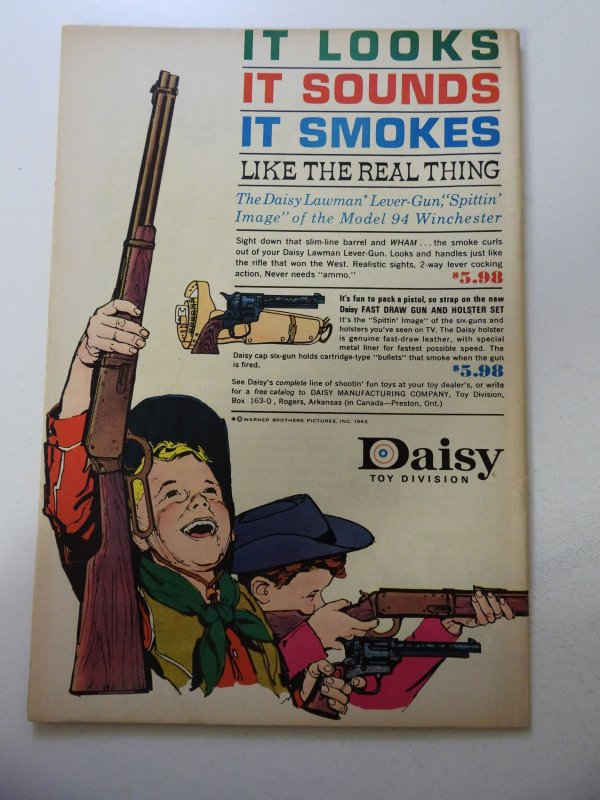 IT LOOKS
IT SOUNDS
IT SMOKES
LIKE THE REAL THING
The Daisy Lawman* Lever-Gun, "Spittin'
Image" of the Model 94 Winchester
Sight down that slim-line barrel and WHAM . . . the smoke curls
out of your Daisy Lawman Lever-Gun. Looks and handles just like
the rifle that won the West. Realistic sights, 2-way lever cocking
action. Never needs "ammo."
$5.98
It's fun to pack a pistol, so strap on the new
Daisy FAST DRAW GUN AND HOLSTER SET
It's the "Spittin' Image" of the six-guns and
holsters you've seen on TV. The Daisy holster
is genuine fast-draw leather, with special
metal liner for fastest possible speed. The
Daisy cap six-gun holds cartridge-type "bullets" that smoke when the gun
is fired.
$5.98
See Daisy's complete line of shootin' fun toys at your toy dealer's, or write
for a free catalog to DAISY MANUFACTURING COMPANY, Toy Division,
Box 163-O, Rogers, Arkansas (in Canada—Preston, Ont.)
*© WARNER BROTHERS PICTURES, INC. 1962
Daisy
TOY DIVISION